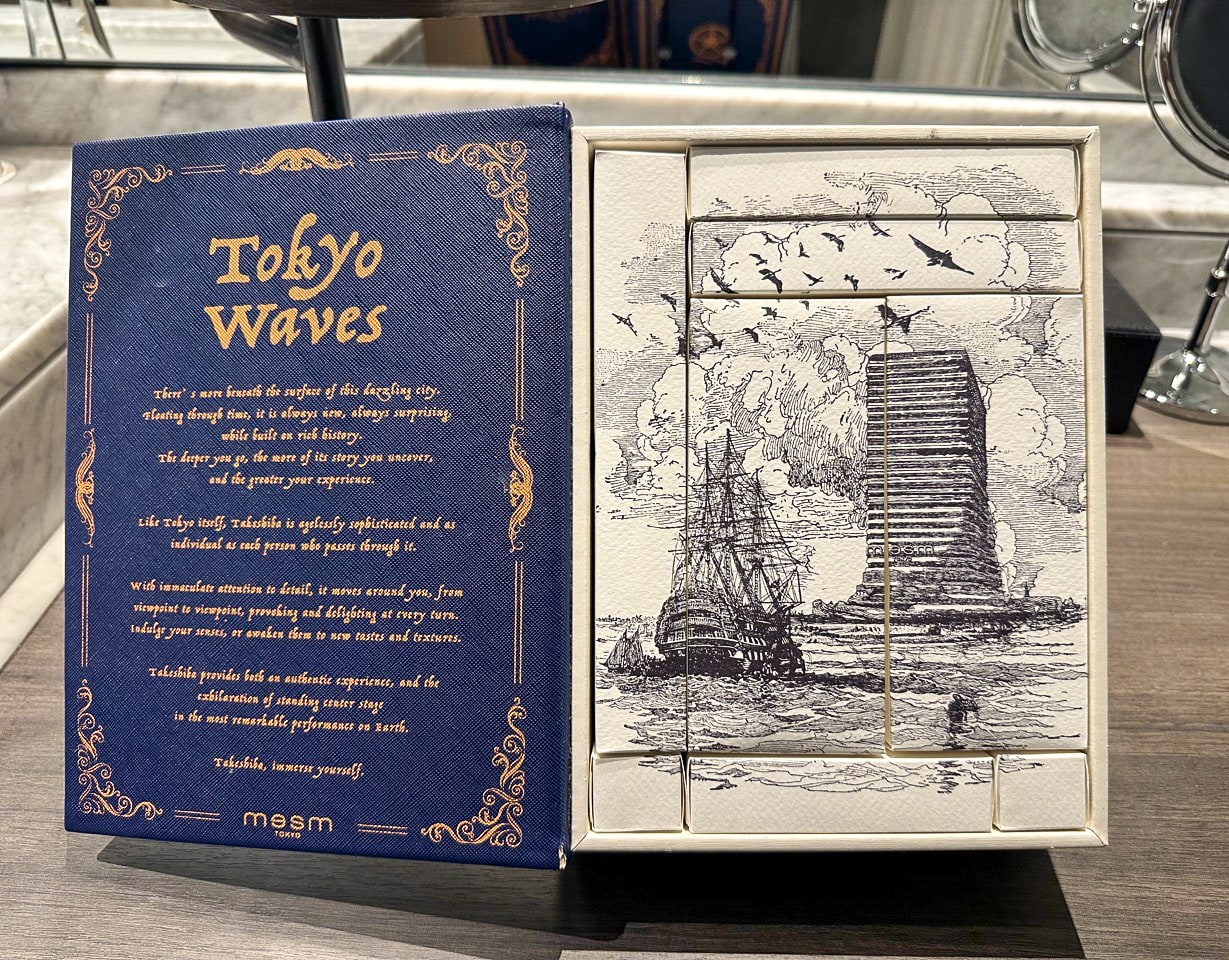 Tokyo
Waves
There's more beneath the surface of this dazzling city.
Floating through time, it is always new, always surprising,
while built on rich history.
The deeper you go, the more of its story you uncover,
and the greater your experience.
Like Tokyo itself, Takeshiba is agelessly sophisticated and as
individual as each person who passes through it.
With immaculate attention to detail, it moves around you, from
viewpoint to viewpoint, provoking and delighting at every turn.
Indulge your senses, or awaken them to new tastes and textures.
Takeshiba provides both an authentic experience, and the
exhilaration of standing center stage
in the most remarkable performance on Earth.
Takeshiba, immerse yourself.
mesm
TOKYO
mesm